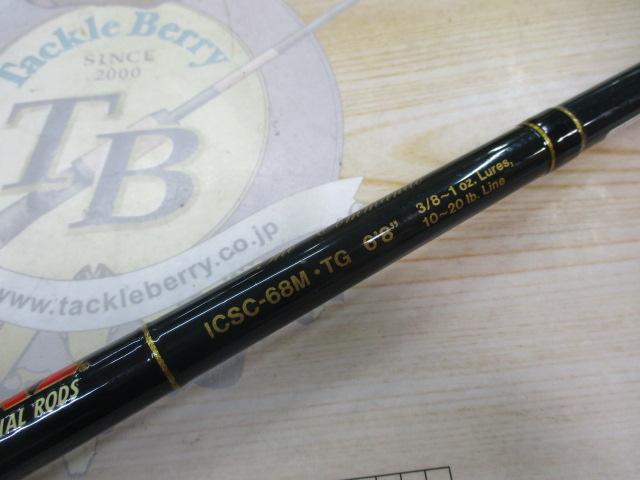 Tackle Berry
SINCE
2000
TB
www.tackleberry.co.jp
ICSC-68M・TG 6'8"
3/8~1 oz. Lures,
10~20 lb. Line
RODS